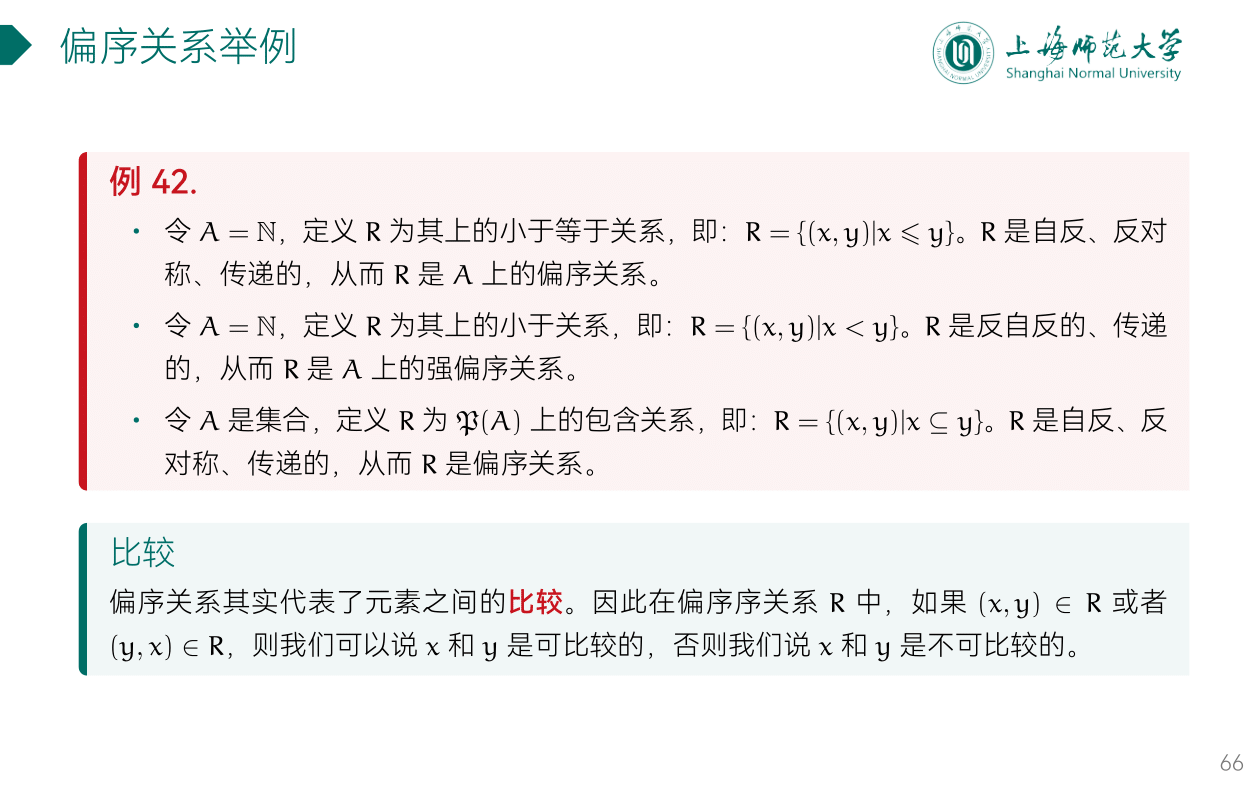 偏序关系举例
上海师范大学
Shanghai Normal University
例 42.
• 令 A = ℕ，定义 R 为其上的小于等于关系，即：R = {(x, y)|x ⩽ y}。R 是自反、反对
称、传递的，从而 R 是 A 上的偏序关系。
• 令 A = ℕ，定义 R 为其上的小于关系，即：R = {(x, y)|x < y}。R 是反自反的、传递
的，从而 R 是 A 上的强偏序关系。
• 令 A 是集合，定义 R 为 𝔓(A) 上的包含关系，即：R = {(x, y)|x ⊆ y}。R 是自反、反
对称、传递的，从而 R 是偏序关系。
比较
偏序关系其实代表了元素之间的比较。因此在偏序序关系 R 中，如果 (x, y) ∈ R 或者
(y, x) ∈ R，则我们可以说 x 和 y 是可比较的，否则我们说 x 和 y 是不可比较的。
66